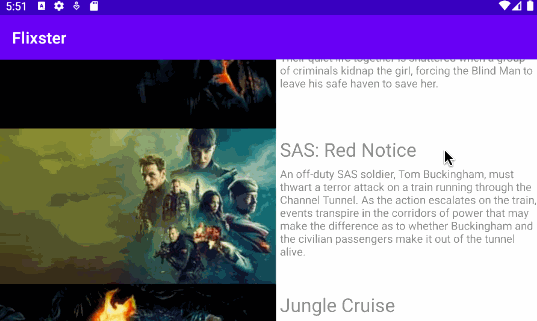 5:51
Flixster
Their quiet life together is shattered when a group
of criminals kidnap the girl, forcing the Blind Man to
leave his safe haven to save her.
SAS: Red Notice
An off-duty SAS soldier, Tom Buckingham, must
thwart a terror attack on a train running through the
Channel Tunnel. As the action escalates on the train,
events transpire in the corridors of power that may
make the difference as to whether Buckingham and
the civilian passengers make it out of the tunnel
alive.
Jungle Cruise